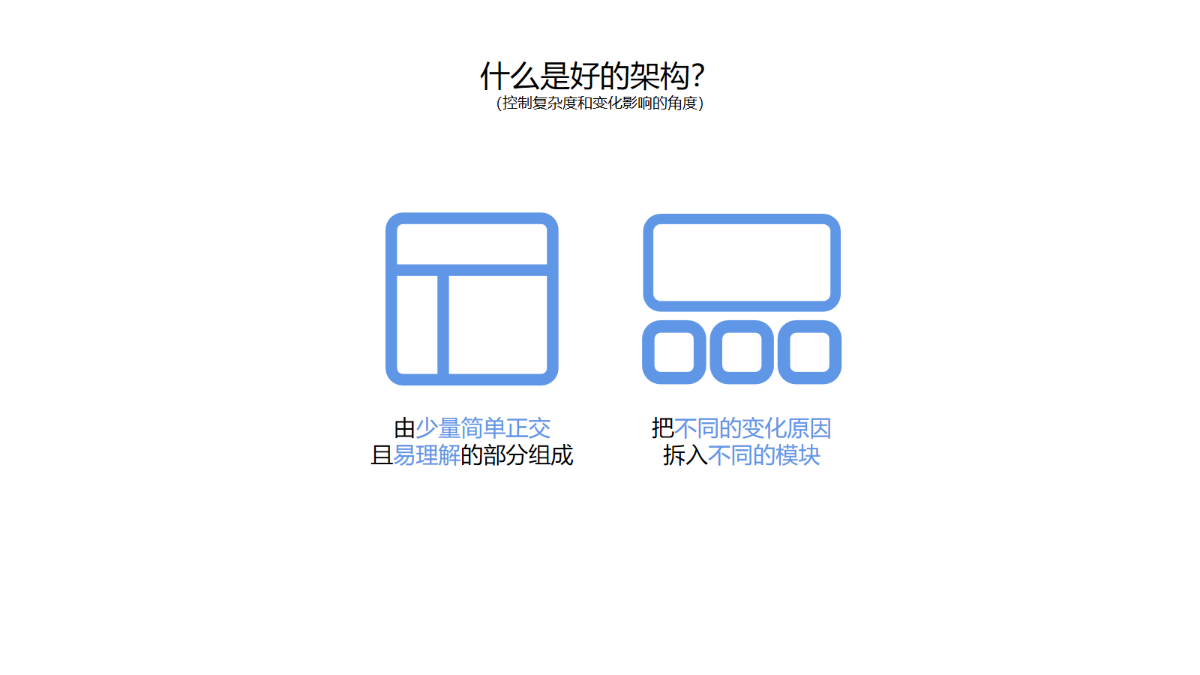 什么是好的架构？
（控制复杂度和变化影响的角度）
由少量简单正交
且易理解的部分组成
把不同的变化原因
拆入不同的模块